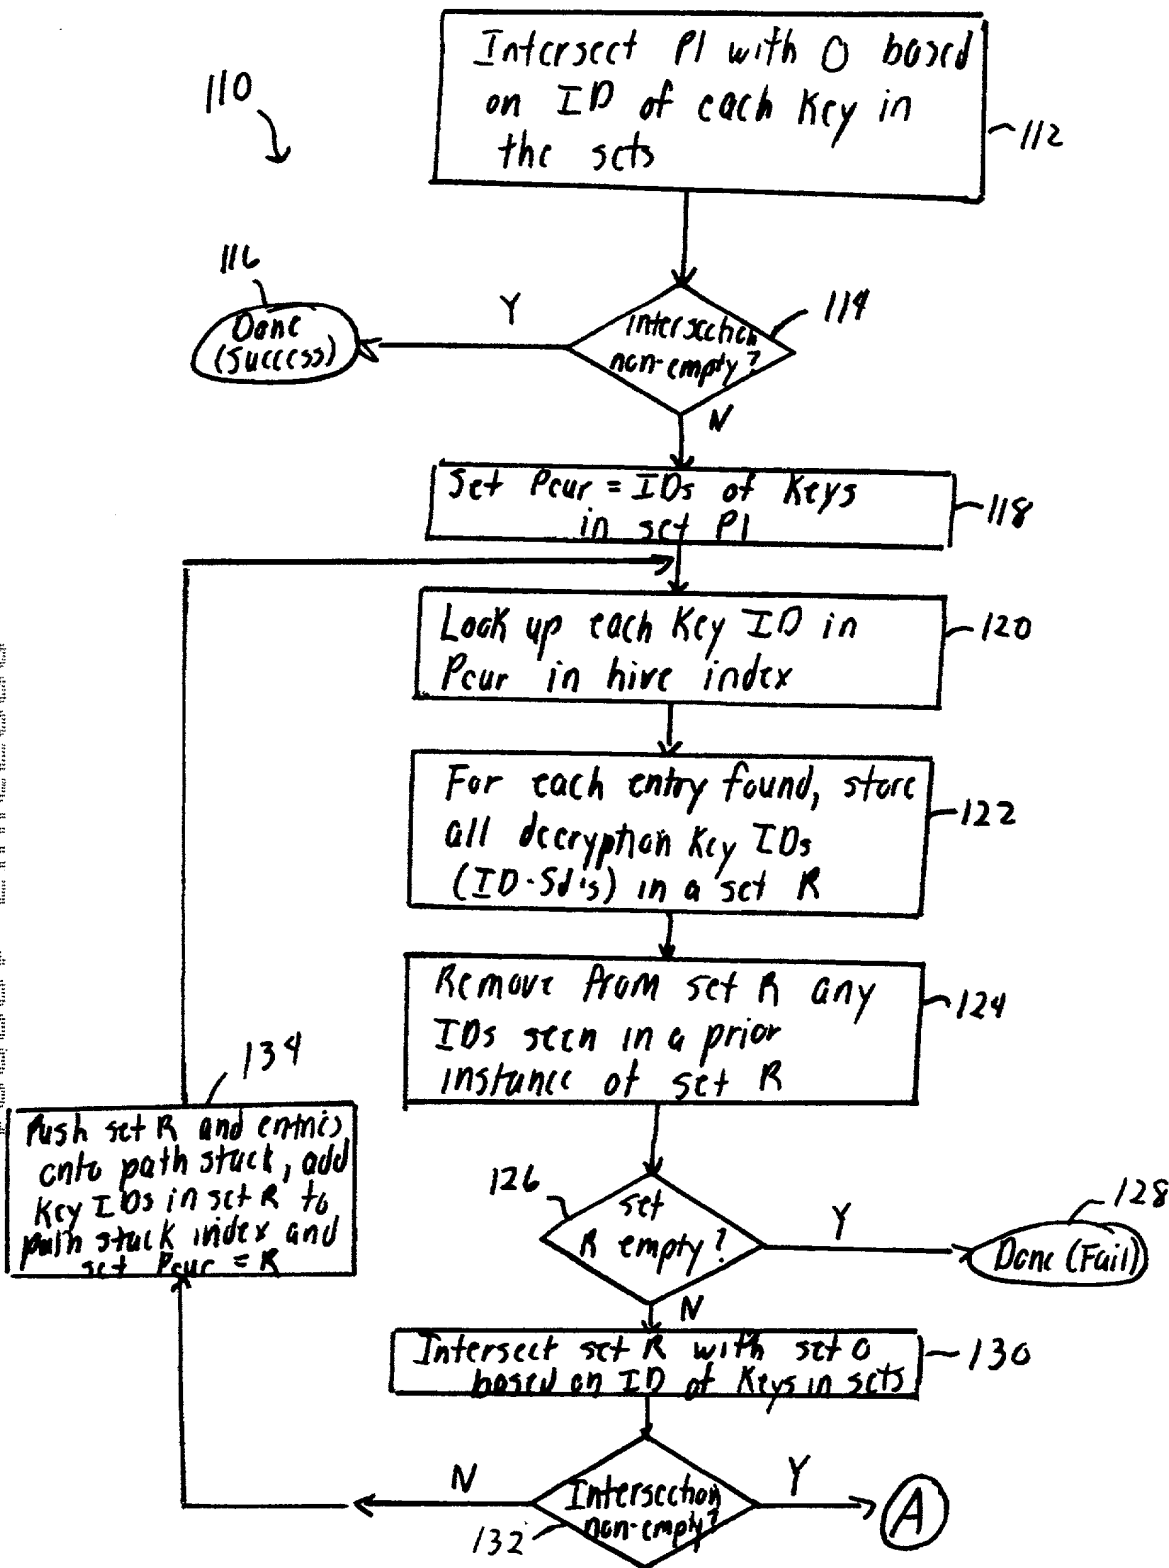 Intersect P1 with O based
on ID of each Key in
the sets
110
112
116
Done
(Success)
Y
Intersection
non-empty?
114
N
Set Pcur = IDs of Keys
in set P1
118
Look up each Key ID in
Pcur in hive index
120
For each entry found, store
all decryption Key IDs
(ID-Sd's) in a set R
122
Remove from set R any
IDs seen in a prior
instance of set R
124
134
Push set R and entries
onto path stack, add
Key IDs in set R to
path stack index and
set Pcur = R
126
set
R empty?
Y
128
Done (Fail)
N
Intersect set R with set O
based on ID of Keys in sets
130
N
Intersection
non-empty?
Y
A
132